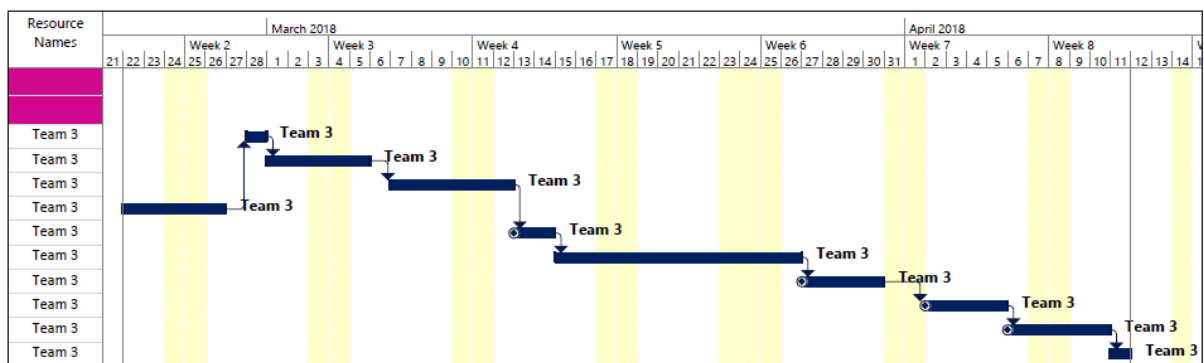 Resource Names
March 2018 April 2018
Week 2 Week 3 Week 4 Week 5 Week 6 Week 7 Week 8
21 22 23 24 25 26 27 28 1 2 3 4 5 6 7 8 9 10 11 12 13 14 15 16 17 18 19 20 21 22 23 24 25 26 27 28 29 30 31 1 2 3 4 5 6 7 8 9 10 11 12 13 14
Team 3 Team 3
Team 3 Team 3
Team 3 Team 3
Team 3 Team 3
Team 3 Team 3
Team 3 Team 3
Team 3 Team 3
Team 3 Team 3
Team 3 Team 3
Team 3 Team 3